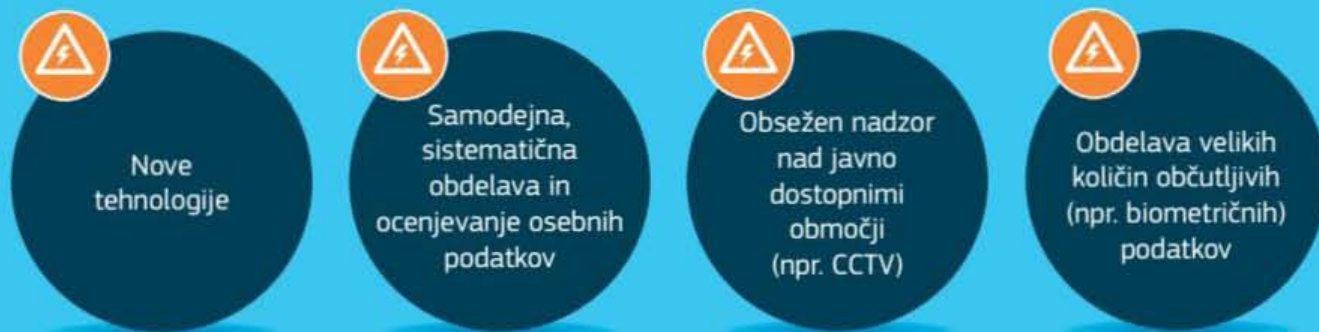 Nove
tehnologije
Samodejna,
sistematična
obdelava in
ocenjevanje osebnih
podatkov
Obsežen nadzor
nad javno
dostopnimi
območji
(npr. CCTV)
Obdelava velikih
količin občutljivih
(npr. biometričnih)
podatkov